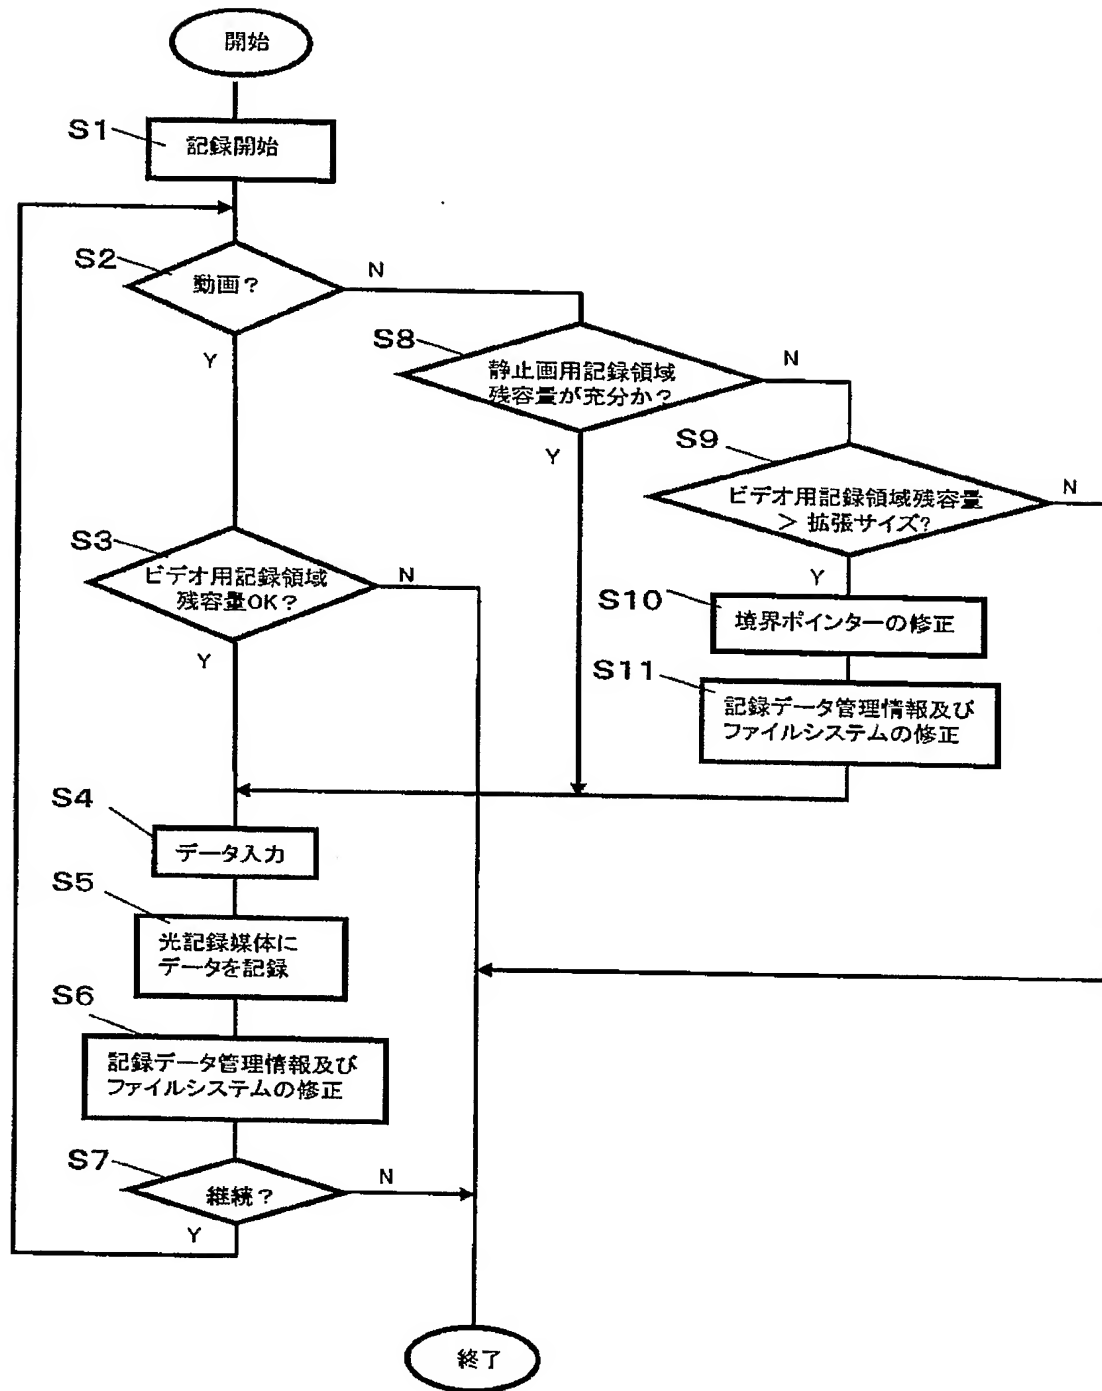 開始
S1
記録開始
S2
動画？
N
Y
S8
静止画用記録領域
残容量が充分か？
N
Y
S9
ビデオ用記録領域残容量
＞ 拡張サイズ?
N
Y
S3
ビデオ用記録領域
残容量OK？
N
Y
S10
境界ポインターの修正
S11
記録データ管理情報及び
ファイルシステムの修正
S4
データ入力
S5
光記録媒体に
データを記録
S6
記録データ管理情報及び
ファイルシステムの修正
S7
継続？
N
Y
終了